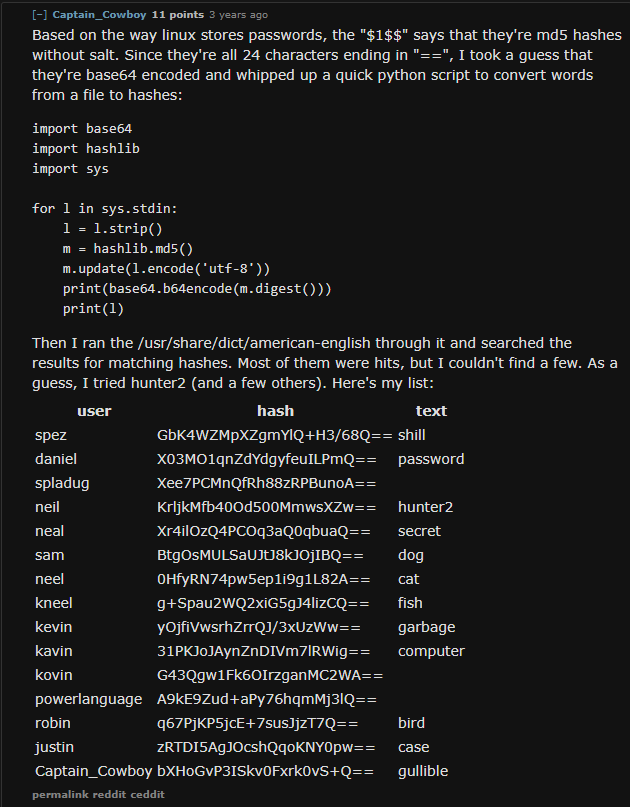 [-] Captain_Cowboy 11 points 3 years ago
Based on the way linux stores passwords, the "$1$$" says that they're md5 hashes
without salt. Since they're all 24 characters ending in "==", I took a guess that
they're base64 encoded and whipped up a quick python script to convert words
from a file to hashes:
import base64
import hashlib
import sys
for l in sys.stdin:
    l = l.strip()
    m = hashlib.md5()
    m.update(l.encode('utf-8'))
    print(base64.b64encode(m.digest()))
    print(l)
Then I ran the /usr/share/dict/american-english through it and searched the
results for matching hashes. Most of them were hits, but I couldn't find a few. As a
guess, I tried hunter2 (and a few others). Here's my list:
user hash text
spez GbK4WZMpXZgmYlQ+H3/68Q== shill
daniel X03MO1qnZdYdgyfeuILPmQ== password
spladug Xee7PCMnQfRh88zRPBunoA==
neil KrljkMfb40Od500MmwsXZw== hunter2
neal Xr4ilOzQ4PCOq3aQ0qbuaQ== secret
sam BtgOsMULSaUJtJ8kJOjIBQ== dog
neel 0HfyRN74pw5ep1i9g1L82A== cat
kneel g+Spau2WQ2xiG5gJ4lizCQ== fish
kevin yOjfiVwsrhZrrQJ/3xUzWw== garbage
kavin 31PKJoJAynZnDIVm7lRWig== computer
kovin G43Qgw1Fk6OIrzganMC2WA==
powerlanguage A9kE9Zud+aPy76hqmMj3lQ==
robin q67PjKP5jcE+7susJjzT7Q== bird
justin zRTDI5AgJOcshQqoKNY0pw== case
Captain_Cowboy bXHoGvP3ISkv0Fxrk0vS+Q== gullible
permalink reddit ceddit